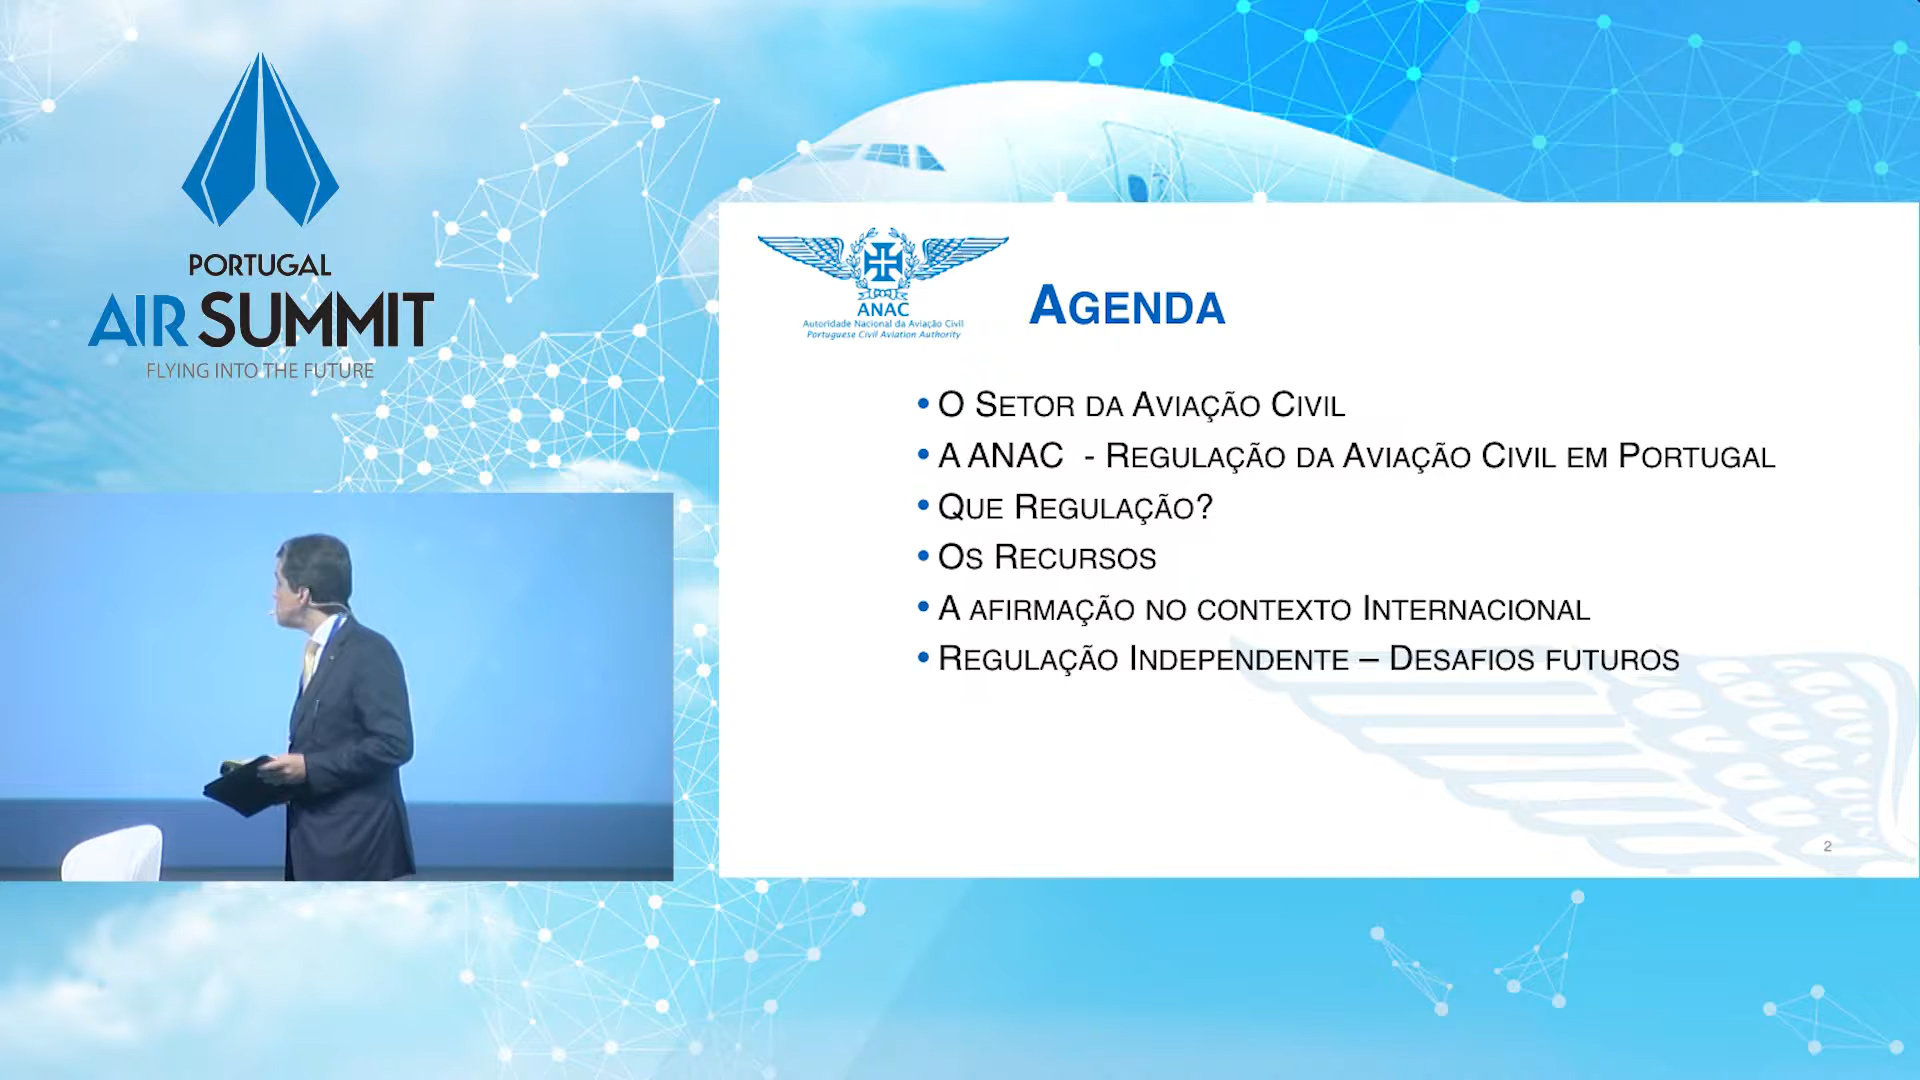 PORTUGAL
AIR SUMMIT
FLYING INTO THE FUTURE
ANAC
Autoridade Nacional da Aviação Civil
Portuguese Civil Aviation Authority
AGENDA
• O SETOR DA AVIAÇÃO CIVIL
• A ANAC - REGULAÇÃO DA AVIAÇÃO CIVIL EM PORTUGAL
• QUE REGULAÇÃO?
• OS RECURSOS
• A AFIRMAÇÃO NO CONTEXTO INTERNACIONAL
• REGULAÇÃO INDEPENDENTE – DESAFIOS FUTUROS
2